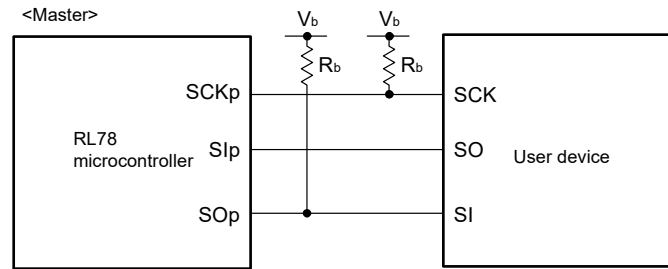 <Master>
Vb Vb
Rb Rb
SCKp SCK
RL78
microcontroller
SIp SO
User device
SOp SI